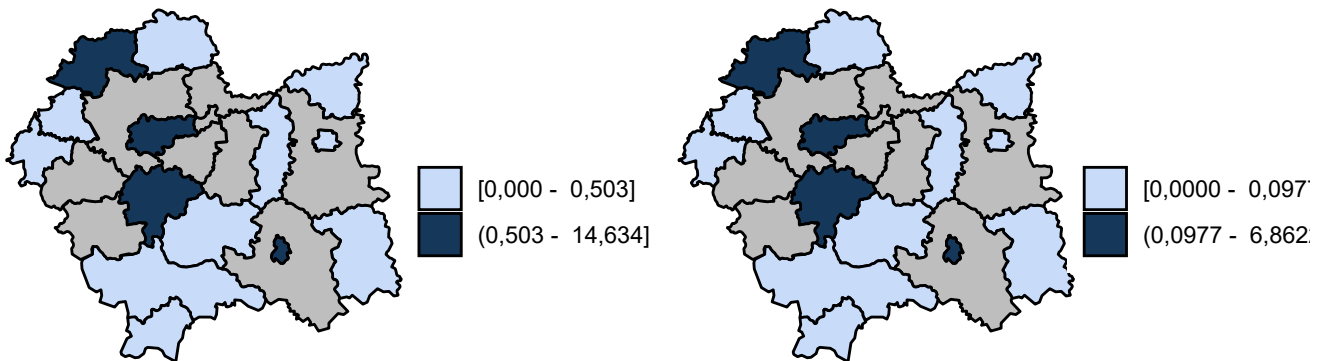 [0,000 - 0,503]
(0,503 - 14,634]
[0,0000 - 0,097
(0,0977 - 6,862